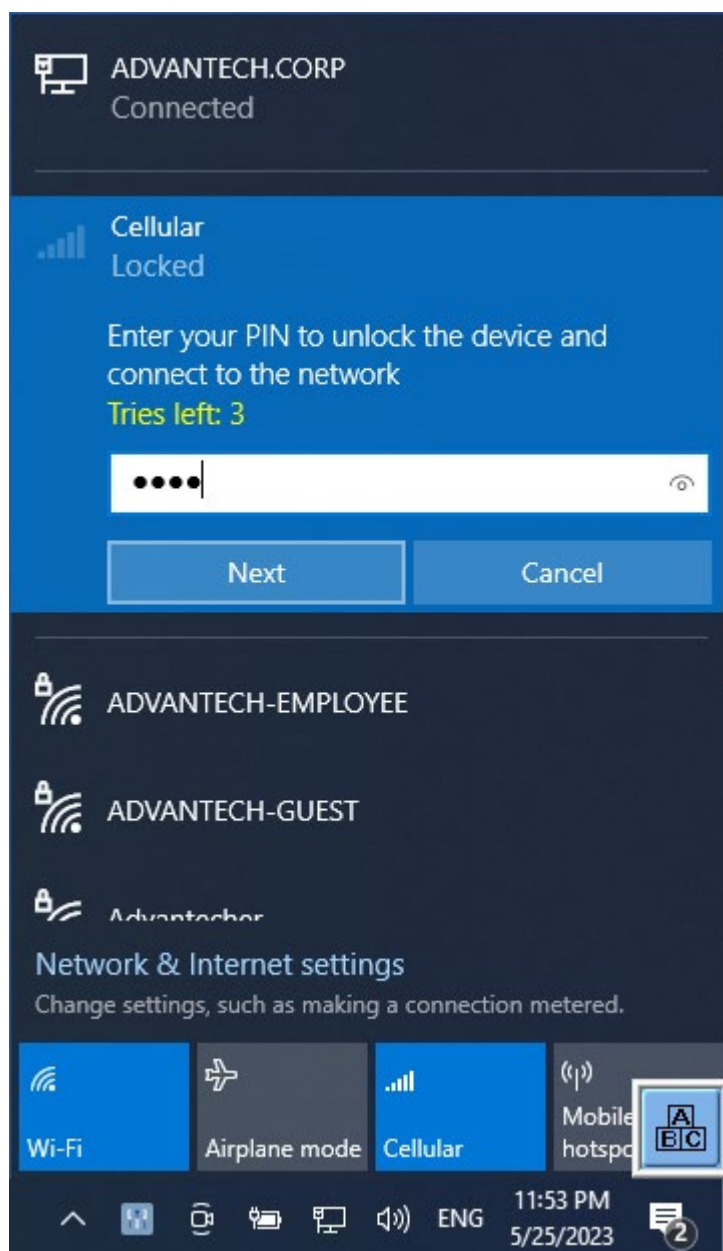 ADVANTECH.CORP
Connected
Cellular
Locked
Enter your PIN to unlock the device and
connect to the network
Tries left: 3
Next
Cancel
ADVANTECH-EMPLOYEE
ADVANTECH-GUEST
Advantecher
Network & Internet settings
Change settings, such as making a connection metered.
Wi-Fi
Airplane mode
Cellular
Mobile
A
BC
ENG
11:53 PM
5/25/2023
2